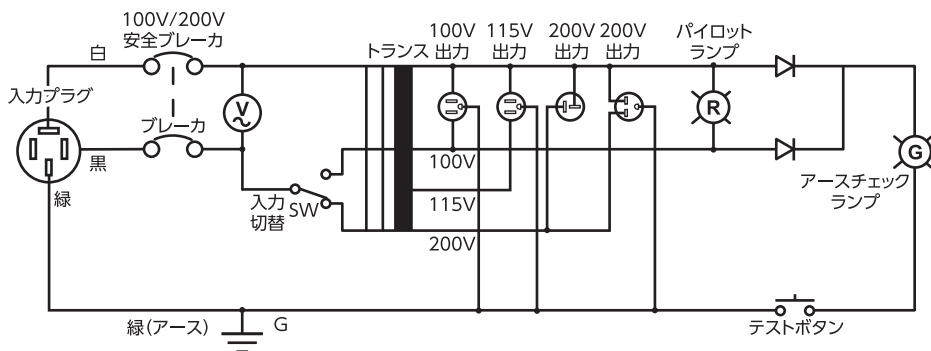 100V/200V
安全ブレーカ
白
入力プラグ
ブレーカ
黒
緑
V
入力
切替
SW
トランス
100V
出力
115V
出力
200V
出力
200V
出力
100V
115V
200V
パイロット
ランプ
R
G
アースチェック
ランプ
緑(アース)
G
テストボタン